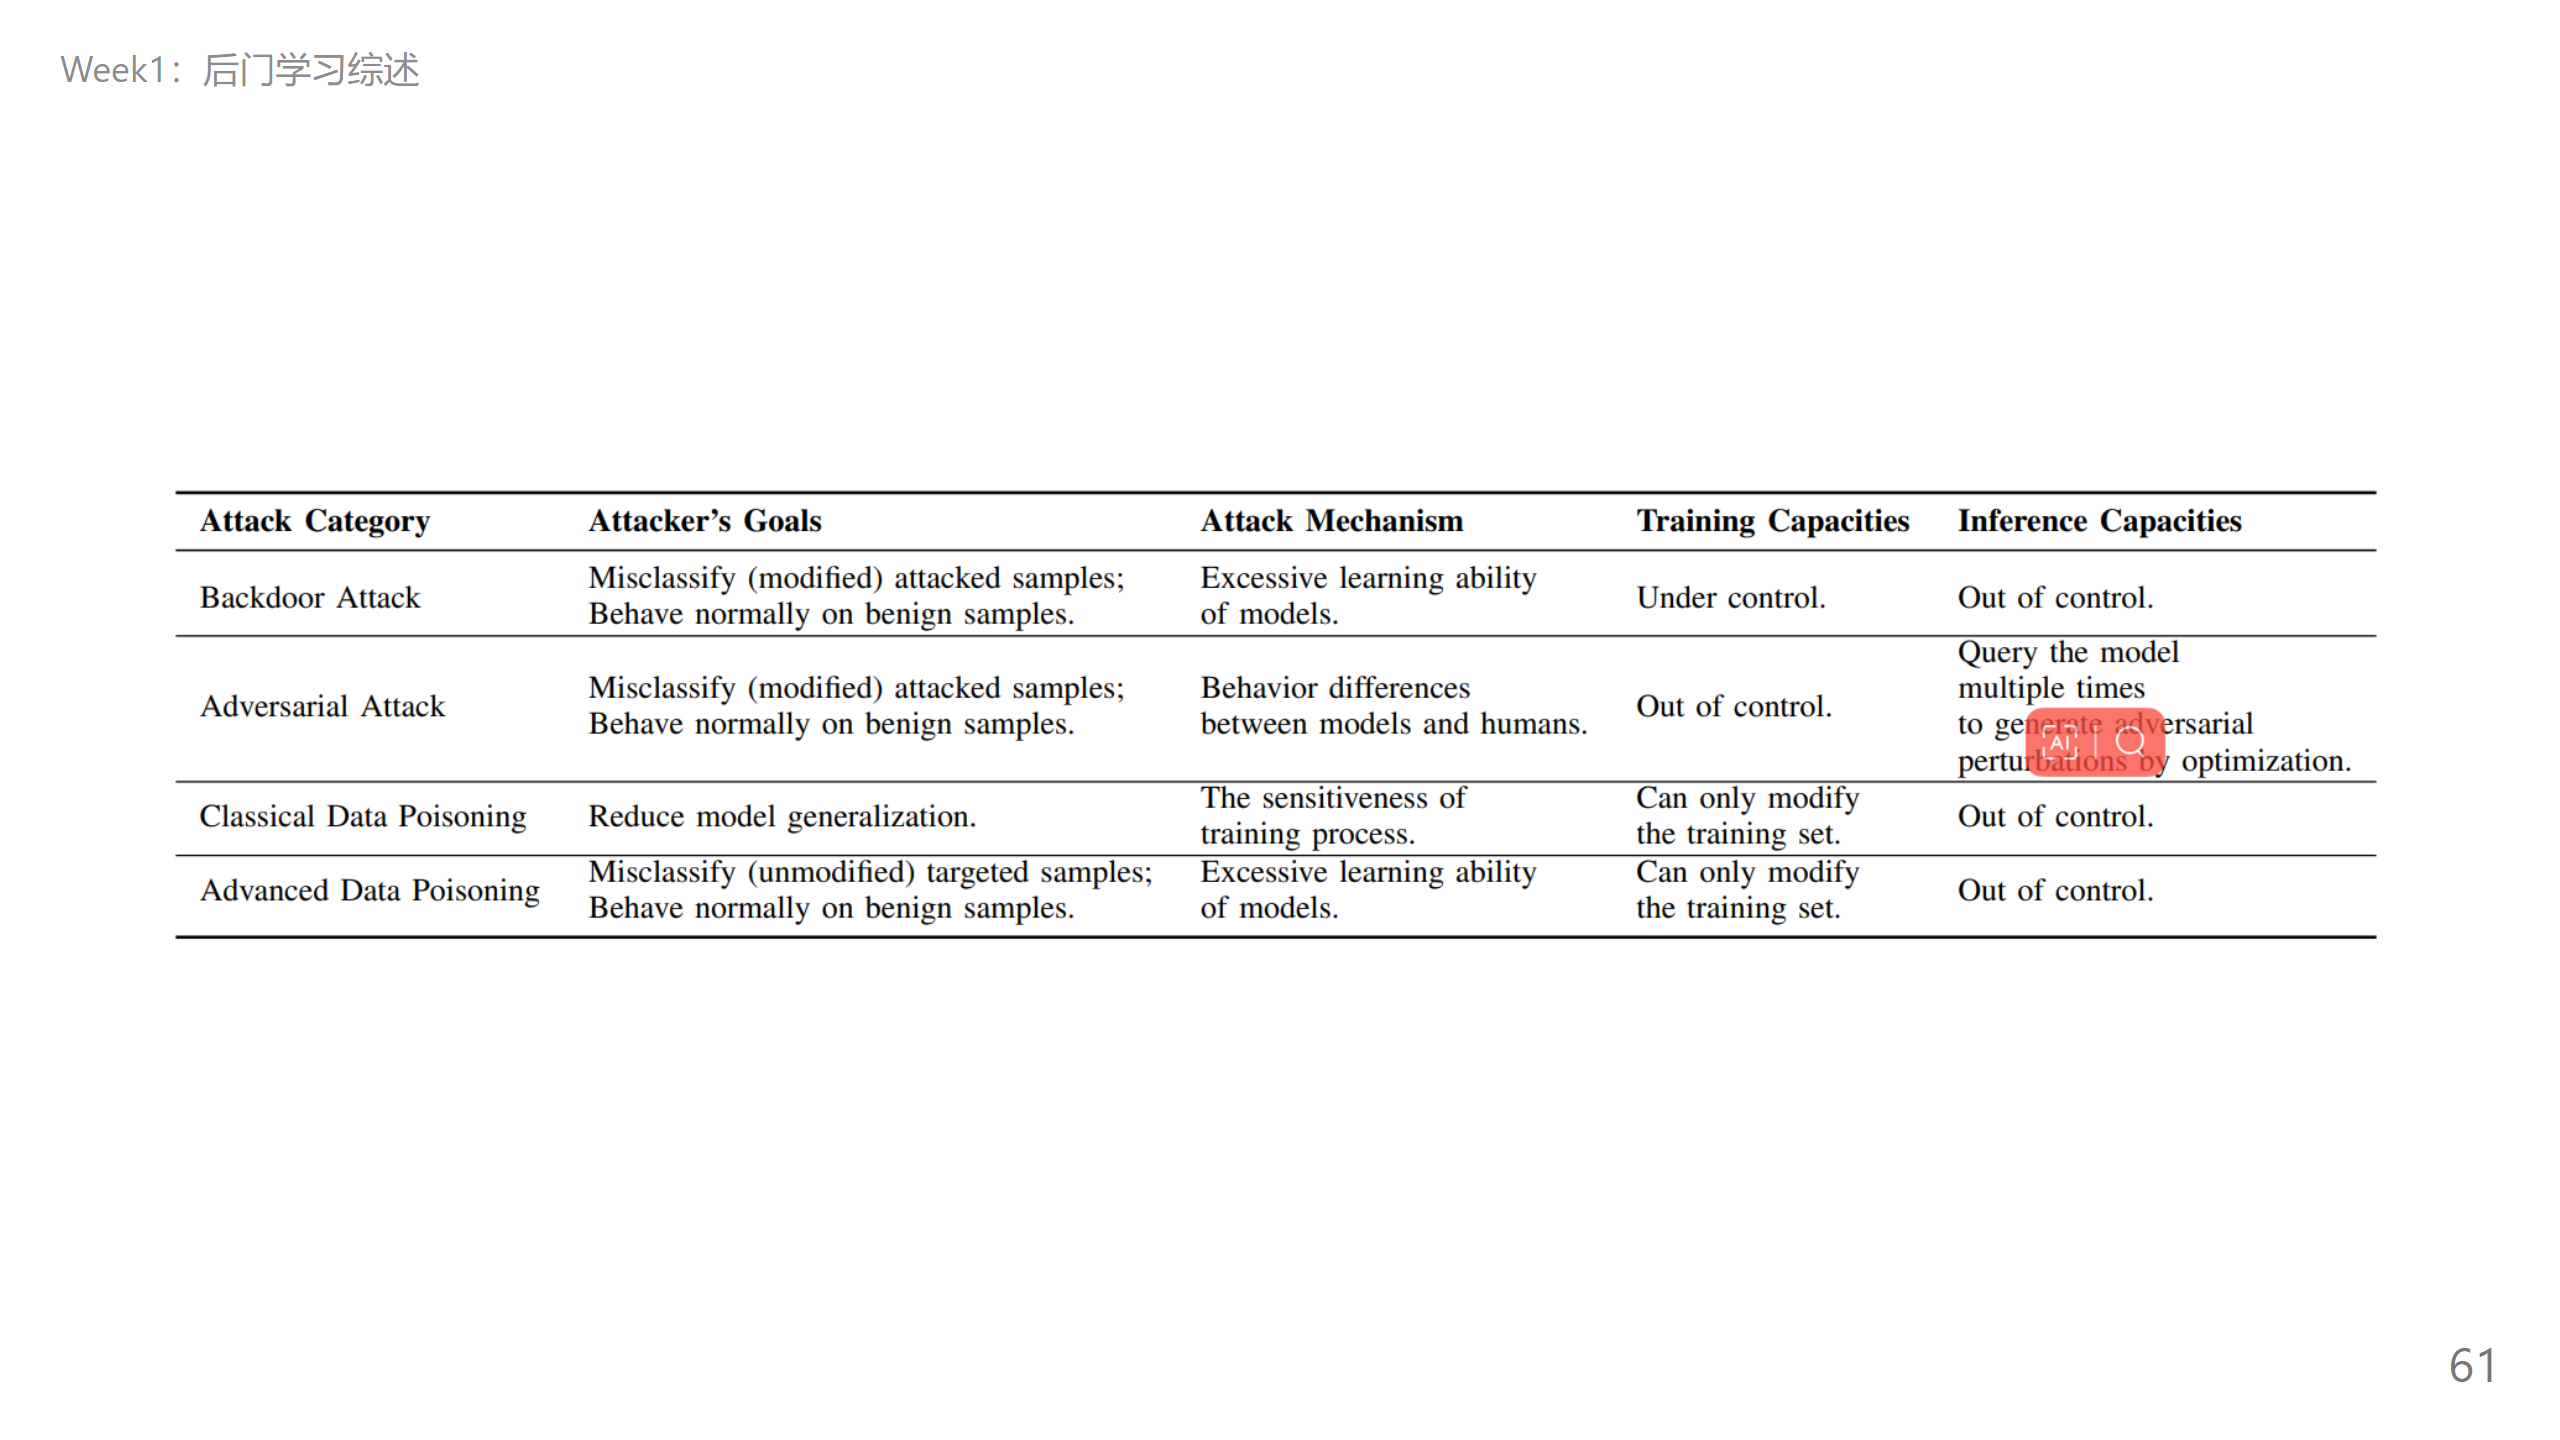 Week1：后门学习综述
Attack Category Attacker's Goals Attack Mechanism Training Capacities Inference Capacities
Backdoor Attack
Misclassify (modified) attacked samples;
Behave normally on benign samples.
Excessive learning ability
of models.
Under control.
Out of control.
Adversarial Attack
Misclassify (modified) attacked samples;
Behave normally on benign samples.
Behavior differences
between models and humans.
Out of control.
Query the model
multiple times
to generate adversarial
perturbations by optimization.
AI
Classical Data Poisoning
Reduce model generalization.
The sensitiveness of
training process.
Can only modify
the training set.
Out of control.
Advanced Data Poisoning
Misclassify (unmodified) targeted samples;
Behave normally on benign samples.
Excessive learning ability
of models.
Can only modify
the training set.
Out of control.
61